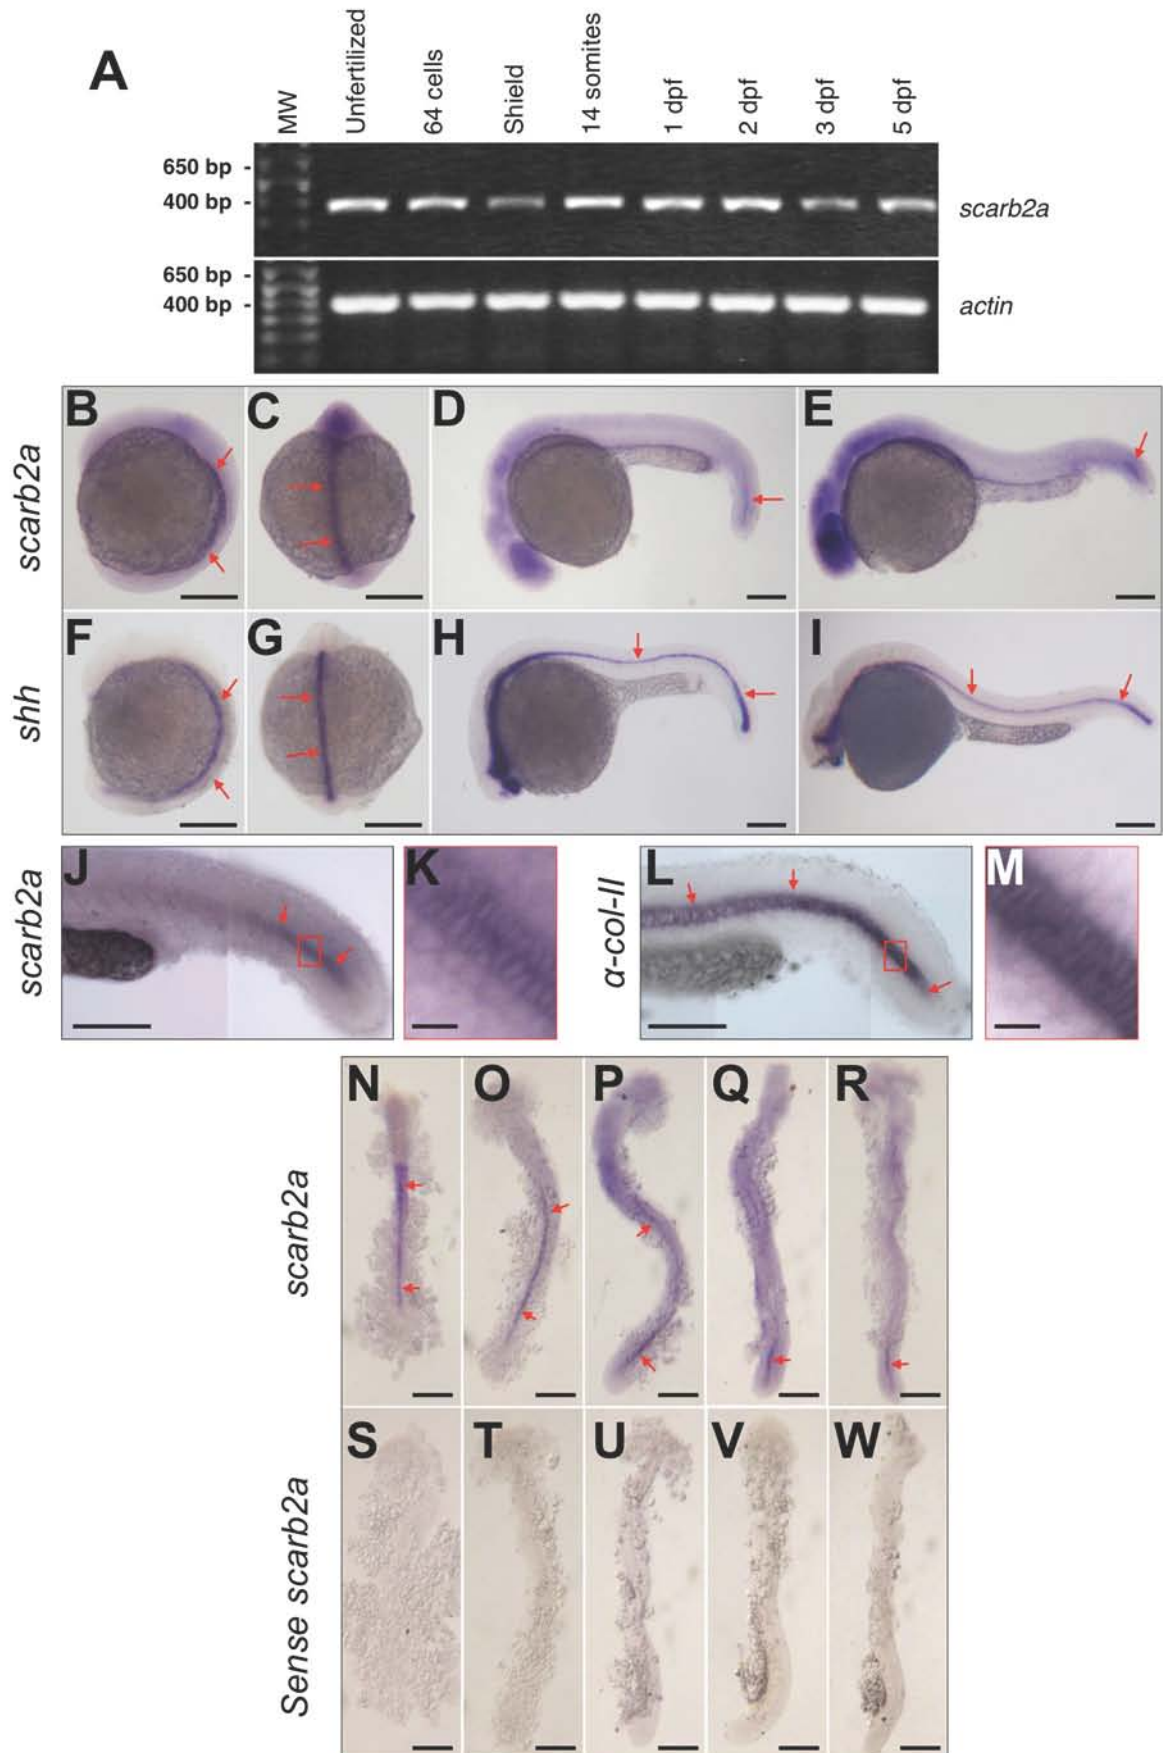 A
MW
Unfertilized
64 cells
Shield
14 somites
1 dpf
2 dpf
3 dpf
5 dpf
650 bp -
400 bp -
scarb2a
650 bp -
400 bp -
actin
scarb2a
B
C
D
E
shh
F
G
H
I
scarb2a
J
K
α-col-II
L
M
scarb2a
N
O
P
Q
R
Sense scarb2a
S
T
U
V
W